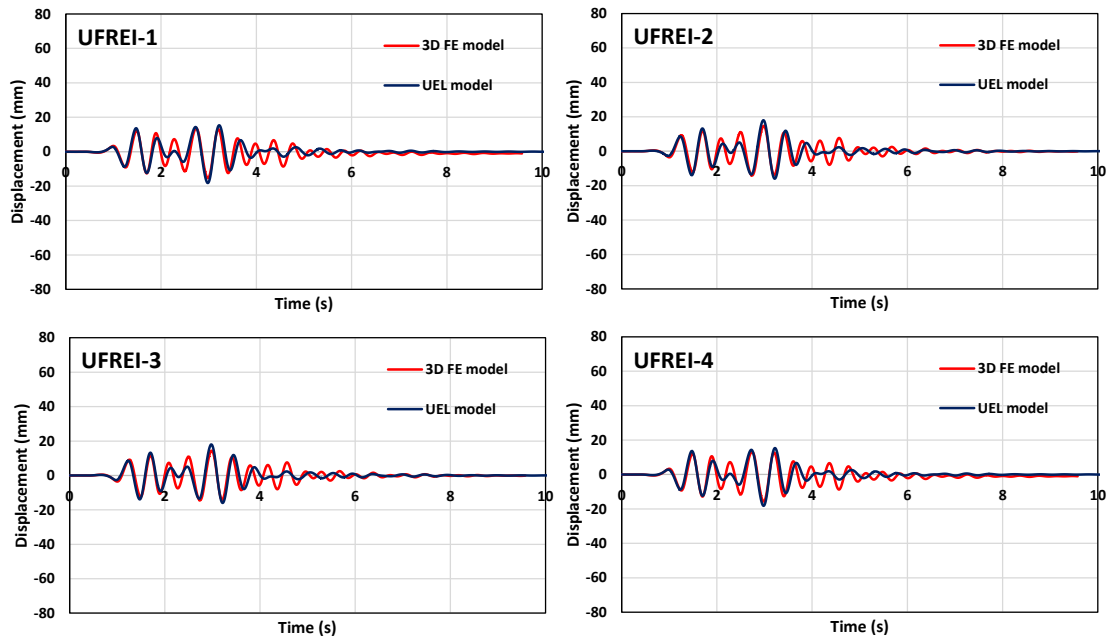 UFREI-1
3D FE model
UEL model
Displacement (mm)
80
60
40
20
0
-20
-40
-60
-80
0 2 4 6 8 10
Time (s)
UFREI-2
3D FE model
UEL model
Displacement (mm)
80
60
40
20
0
-20
-40
-60
-80
0 2 4 6 8 10
Time (s)
UFREI-3
3D FE model
UEL model
Displacement (mm)
80
60
40
20
0
-20
-40
-60
-80
0 2 4 6 8 10
Time (s)
UFREI-4
3D FE model
UEL model
Displacement (mm)
80
60
40
20
0
-20
-40
-60
-80
0 2 4 6 8 10
Time (s)